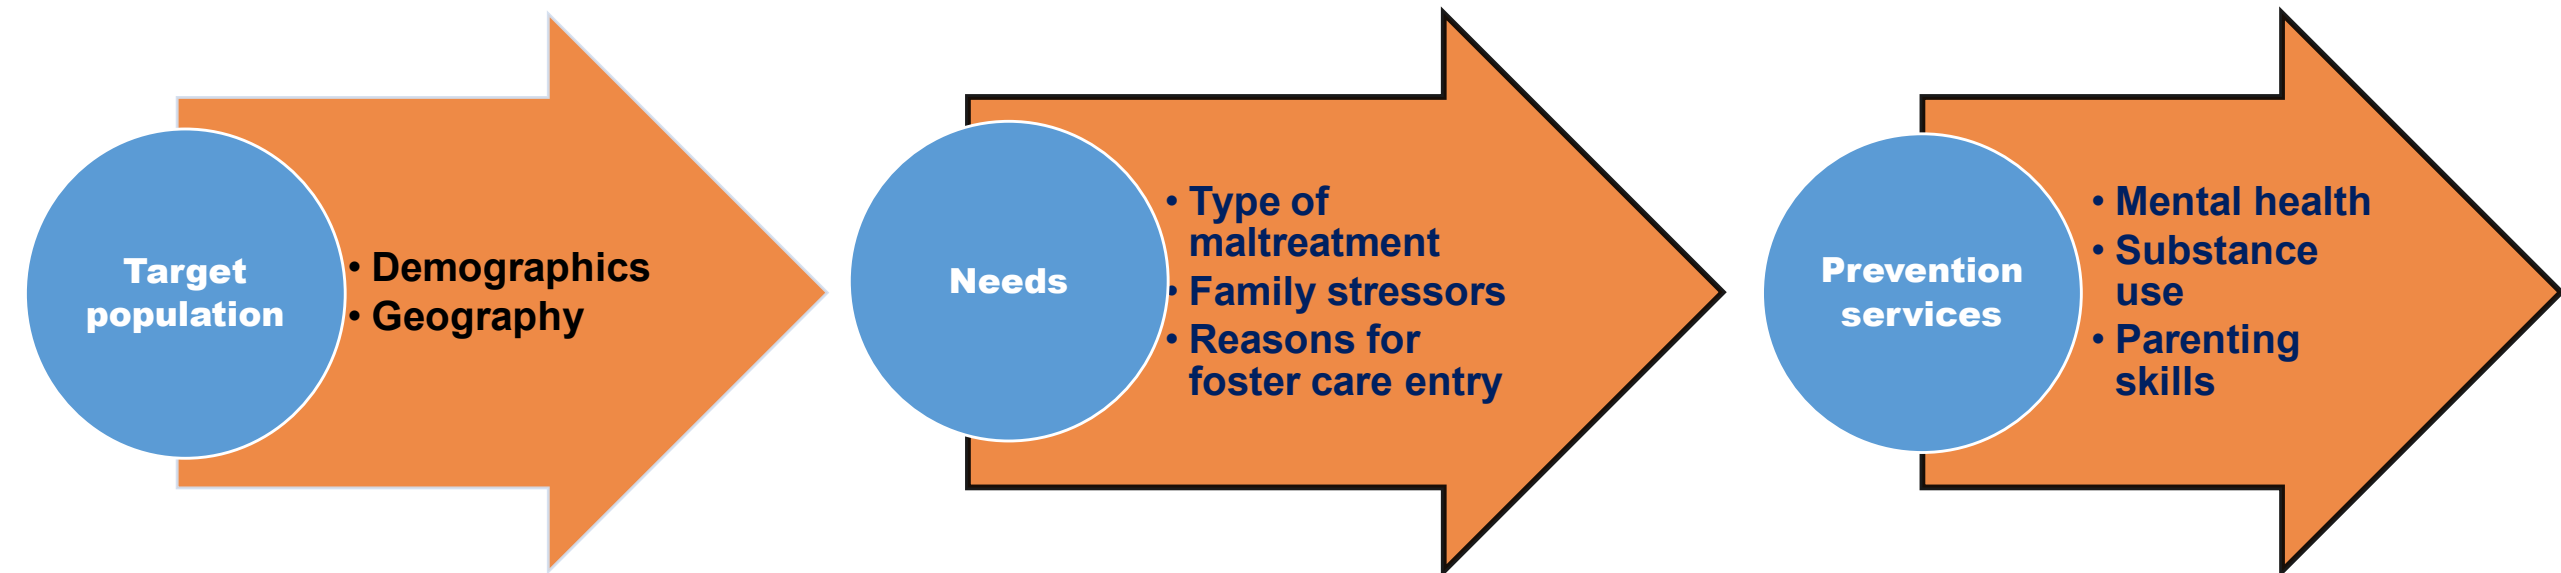 Target
population
• Demographics
• Geography
Needs
• Type of
maltreatment
• Family stressors
• Reasons for
foster care entry
Prevention
services
• Mental health
• Substance
use
• Parenting
skills